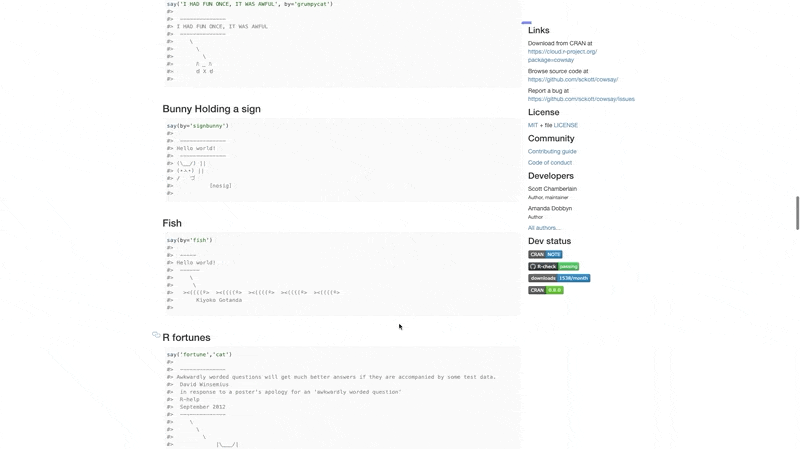 say('I HAD FUN ONCE, IT WAS AWFUL', by='grumpycat')
#>
#>  --------------
#> I HAD FUN ONCE, IT WAS AWFUL
#>  --------------
#>     \
#>       \
#>         \
#>
Bunny Holding a sign
say(by='signbunny')
#>
#>  --------------
#> Hello world!
#>  --------------
#> (\__/) ||
#> (•ㅅ•) ||
#> /   づ
#>          [nosig]
#>
Fish
say(by='fish')
#>
#>  -----
#> Hello world!
#>  ------
#>     \
#>      \
#>   ><((((º>  ><((((º>  ><((((º>  ><((((º>  ><((((º>
#>       Kiyoko Gotanda
#>
R fortunes
say('fortune','cat')
#>
#>  --------------
#> Awkwardly worded questions will get much better answers if they are accompanied by some test data.
#>  David Winsemius
#>  in response to a poster's apology for an 'awkwardly worded question'
#>  R-help
#>  September 2012
#>  --------------
#>     \
#>       \
#>         \
#>             |\___/|
Links
Download from CRAN at
https://cloud.r-project.org/
package=cowsay
Browse source code at
https://github.com/sckott/cowsay/
Report a bug at
https://github.com/sckott/cowsay/issues
License
MIT + file LICENSE
Community
Contributing guide
Code of conduct
Developers
Scott Chamberlain
Author, maintainer
Amanda Dobbyn
Author
All authors...
Dev status
CRAN NOTE
R-check passing
downloads 1538/month
CRAN